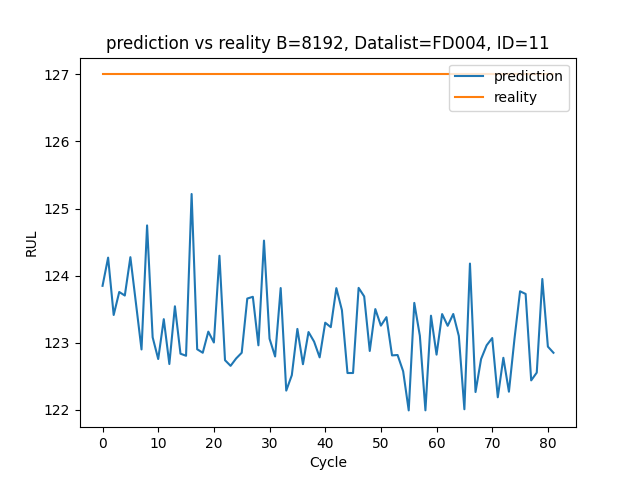 prediction vs reality B=8192, Datalist=FD004, ID=11
127
126
125
124
123
122
RUL
prediction
reality
0 10 20 30 40 50 60 70 80
Cycle